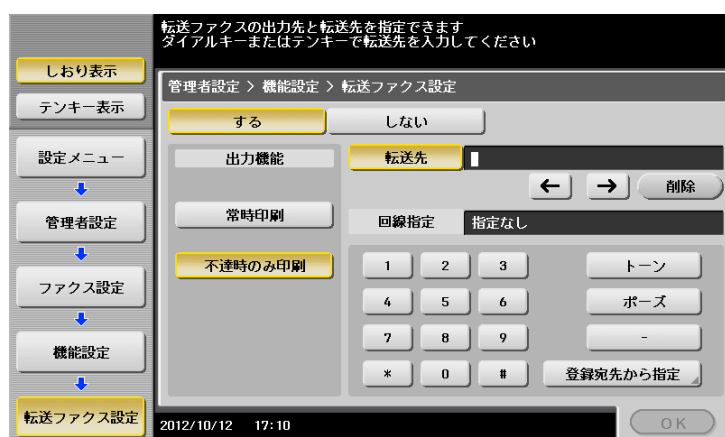 転送ファクスの出力先と転送先を指定できます
ダイアルキーまたはテンキーで転送先を入力してください
しおり表示
テンキー表示
設定メニュー
管理者設定
ファクス設定
機能設定
転送ファクス設定
管理者設定 > 機能設定 > 転送ファクス設定
する しない
出力機能
常時印刷
不達時のみ印刷
転送先
← → 削除
回線指定 指定なし
1 2 3 トーン
4 5 6 ポーズ
7 8 9 -
* 0 # 登録宛先から指定
2012/10/12 17:10
OK